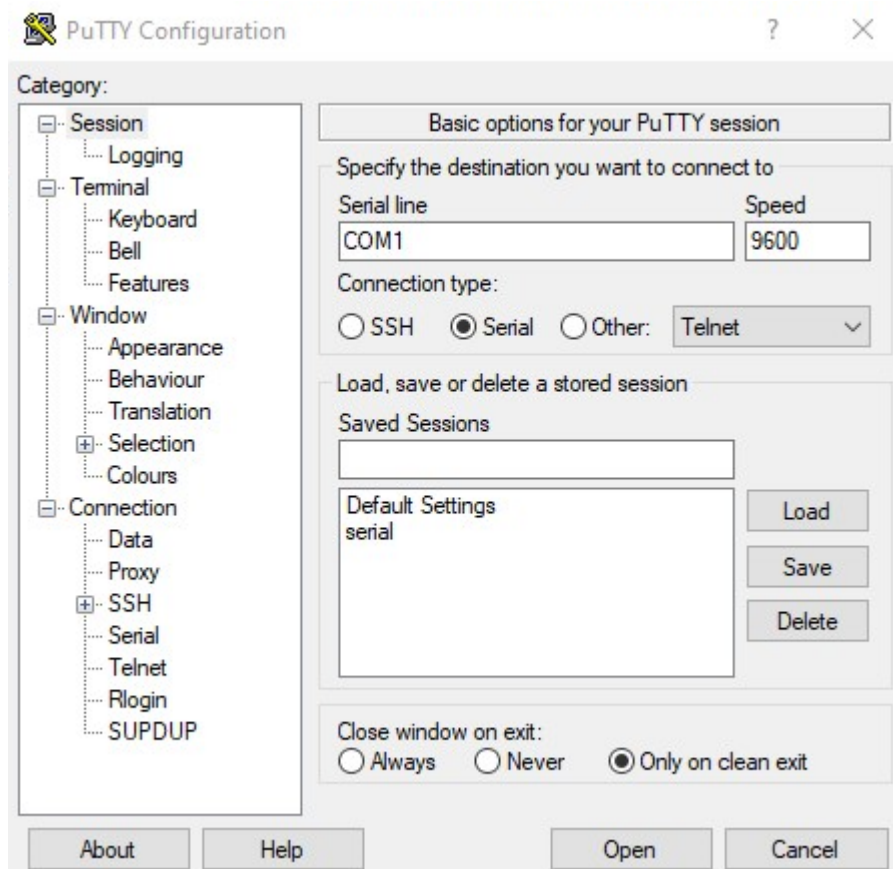 PuTTY Configuration
?
Category:
Session
Logging
Terminal
Keyboard
Bell
Features
Window
Appearance
Behaviour
Translation
Selection
Colours
Connection
Data
Proxy
SSH
Serial
Telnet
Rlogin
SUPDUP
Basic options for your PuTTY session
Specify the destination you want to connect to
Serial line Speed
COM1 9600
Connection type:
SSH Serial Other: Telnet
Load, save or delete a stored session
Saved Sessions
Default Settings
serial
Load
Save
Delete
Close window on exit:
Always Never Only on clean exit
About Help Open Cancel